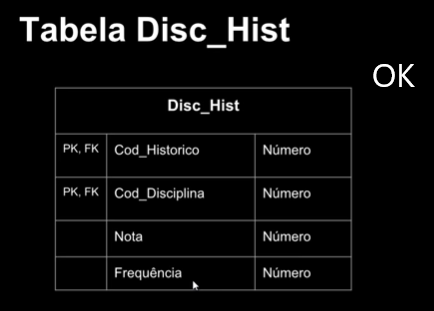 Tabela Disc_Hist
OK
Disc_Hist
PK, FK Cod_Historico Número
PK, FK Cod_Disciplina Número
Nota Número
Frequência Número